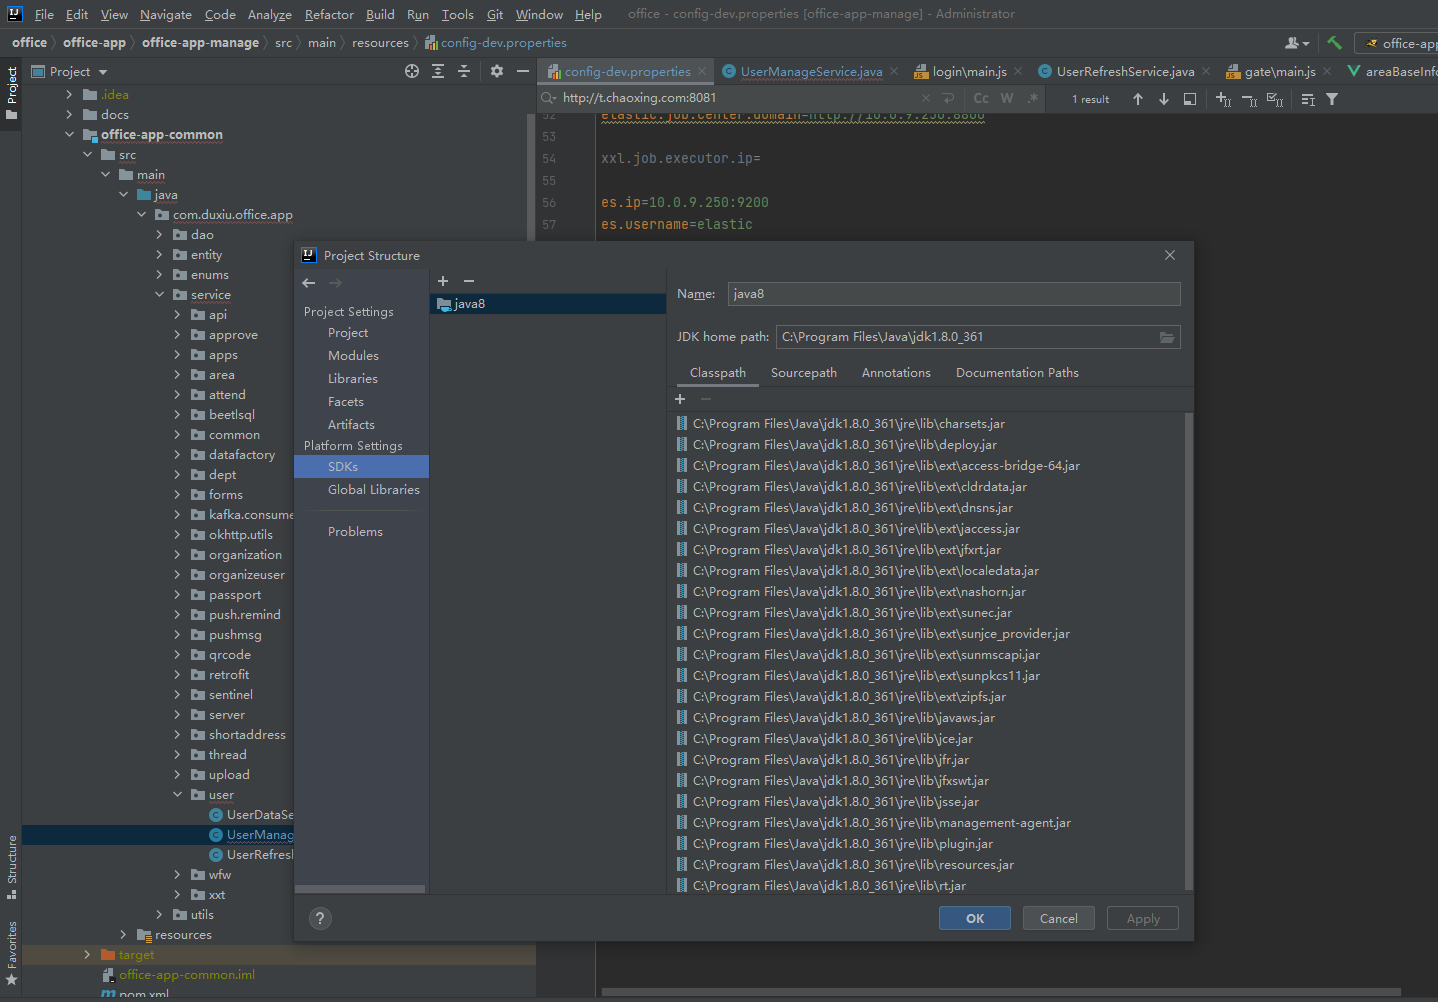 File Edit View Navigate Code Analyze Refactor Build Run Tools Git Window Help office - config-dev.properties [office-app-manage] - Administrator
office office-app office-app-manage src main resources config-dev.properties office-app
Project
Project
config-dev.properties UserManageService.java login\main.js UserRefreshService.java gate\main.js areaBaseInfo
http://t.chaoxing.com:8081 Cc W .* 1 result
.idea
docs
office-app-common
src
main
java
com.duxiu.office.app
dao
entity
enums
service
api
approve
apps
area
attend
beetlsql
common
datafactory
dept
forms
kafka.consume
okhttp.utils
organization
organizeuser
passport
push.remind
pushmsg
qrcode
retrofit
sentinel
server
shortaddress
thread
upload
user
UserDataSe
UserManag
UserRefresh
wfw
xxt
utils
resources
target
office-app-common.iml
pom.xml
Structure
Favorites
52 elastic.job.center.domain=http://10.0.9.250:8800
53
54 xxl.job.executor.ip=
55
56 es.ip=10.0.9.250:9200
57 es.username=elastic
Project Structure
Project Settings
Project
Modules
Libraries
Facets
Artifacts
Platform Settings
SDKs
Global Libraries
Problems
java8
Name: java8
JDK home path: C:\Program Files\Java\jdk1.8.0_361
Classpath Sourcepath Annotations Documentation Paths
C:\Program Files\Java\jdk1.8.0_361\jre\lib\charsets.jar
C:\Program Files\Java\jdk1.8.0_361\jre\lib\deploy.jar
C:\Program Files\Java\jdk1.8.0_361\jre\lib\ext\access-bridge-64.jar
C:\Program Files\Java\jdk1.8.0_361\jre\lib\ext\cldrdata.jar
C:\Program Files\Java\jdk1.8.0_361\jre\lib\ext\dnsns.jar
C:\Program Files\Java\jdk1.8.0_361\jre\lib\ext\jaccess.jar
C:\Program Files\Java\jdk1.8.0_361\jre\lib\ext\jfxrt.jar
C:\Program Files\Java\jdk1.8.0_361\jre\lib\ext\localedata.jar
C:\Program Files\Java\jdk1.8.0_361\jre\lib\ext\nashorn.jar
C:\Program Files\Java\jdk1.8.0_361\jre\lib\ext\sunec.jar
C:\Program Files\Java\jdk1.8.0_361\jre\lib\ext\sunjce_provider.jar
C:\Program Files\Java\jdk1.8.0_361\jre\lib\ext\sunmscapi.jar
C:\Program Files\Java\jdk1.8.0_361\jre\lib\ext\sunpkcs11.jar
C:\Program Files\Java\jdk1.8.0_361\jre\lib\ext\zipfs.jar
C:\Program Files\Java\jdk1.8.0_361\jre\lib\javaws.jar
C:\Program Files\Java\jdk1.8.0_361\jre\lib\jce.jar
C:\Program Files\Java\jdk1.8.0_361\jre\lib\jfr.jar
C:\Program Files\Java\jdk1.8.0_361\jre\lib\jfxswt.jar
C:\Program Files\Java\jdk1.8.0_361\jre\lib\jsse.jar
C:\Program Files\Java\jdk1.8.0_361\jre\lib\management-agent.jar
C:\Program Files\Java\jdk1.8.0_361\jre\lib\plugin.jar
C:\Program Files\Java\jdk1.8.0_361\jre\lib\resources.jar
C:\Program Files\Java\jdk1.8.0_361\jre\lib\rt.jar
? OK Cancel Apply